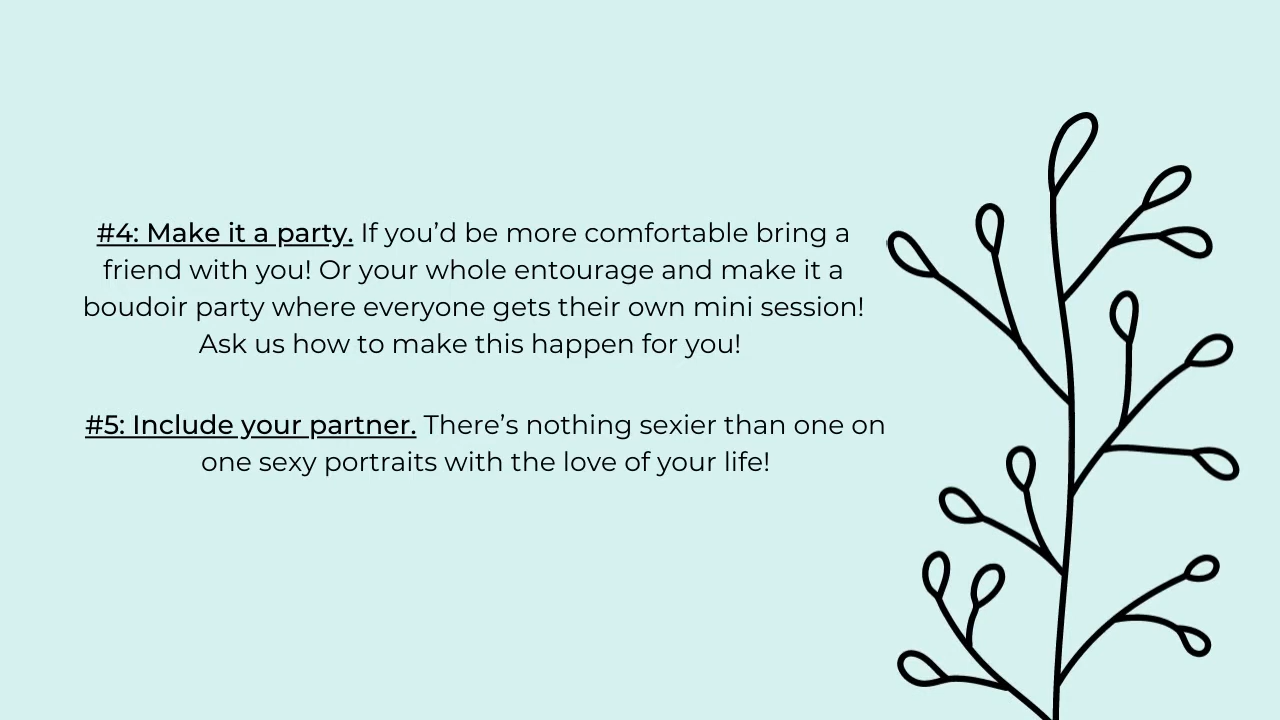 #4: Make it a party. If you’d be more comfortable bring a
friend with you! Or your whole entourage and make it a
boudoir party where everyone gets their own mini session!
Ask us how to make this happen for you!
#5: Include your partner. There’s nothing sexier than one on
one sexy portraits with the love of your life!